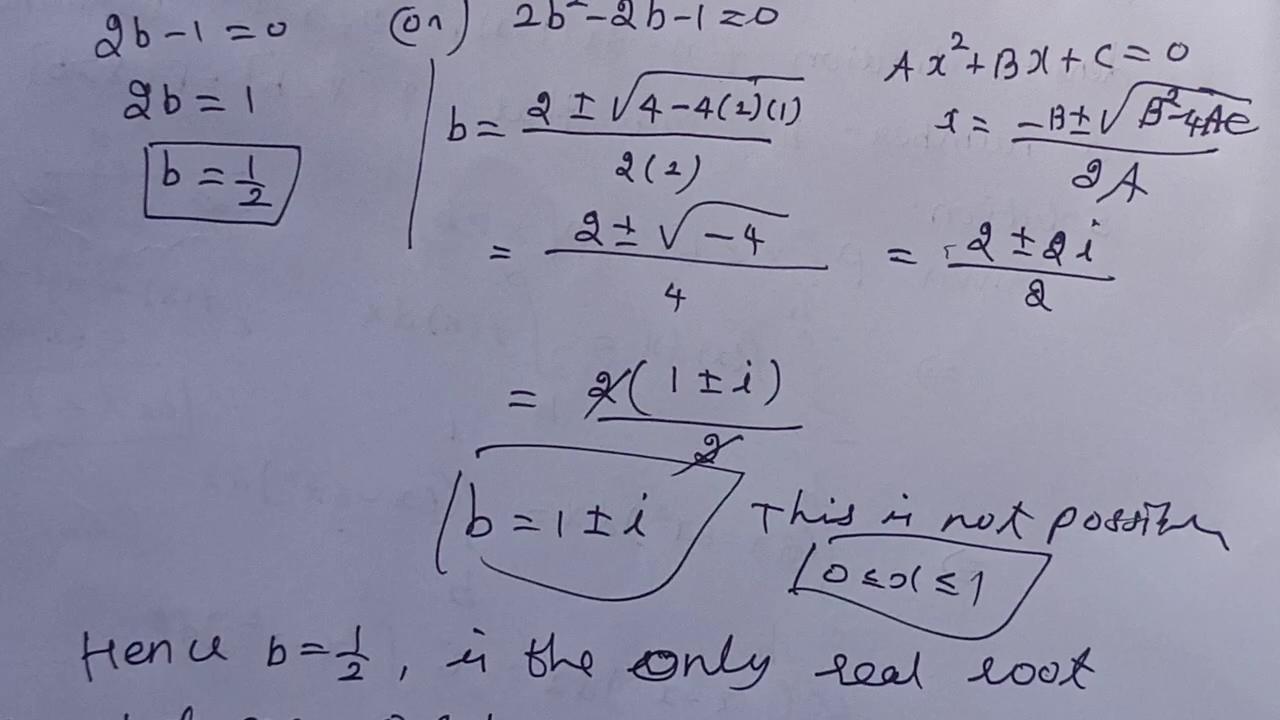 2b-1=0 (or) 2b²-2b-1=0
2b=1
b=1/2
b= (2 ± √(4-4(2)(1)))/(2(2))
= (2 ± √-4)/4
Ax²+Bx+C=0
x = (-B±√(B²-4AC))/(2A)
= (2 ± 2i)/2
= 2(1 ± i)/2
b=1±i This is not possible
0≤x≤1
Hence b=1/2, is the only real root